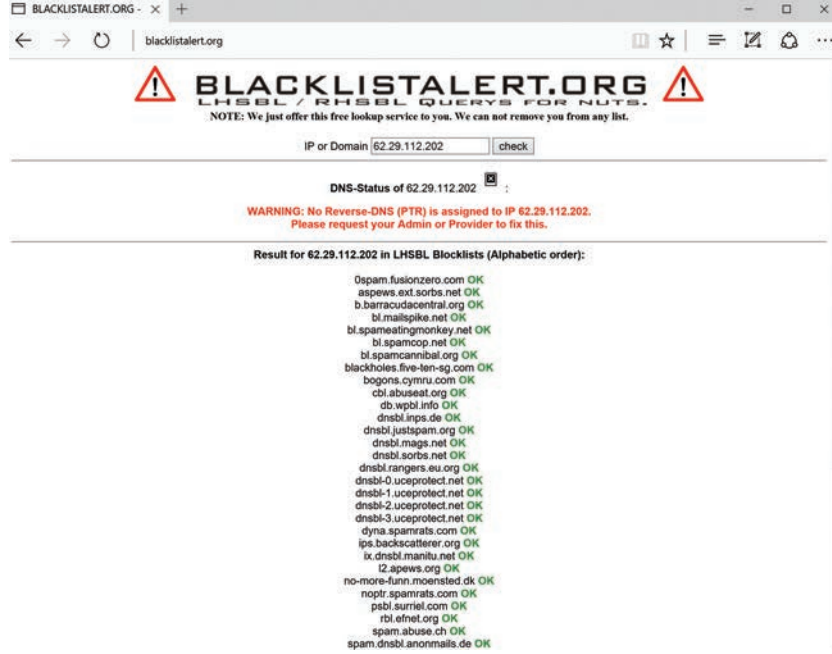 BLACKLISTALERT.ORG -
blacklistalert.org
BLACKLISTALERT.ORG
LHSBL / RHSBL QUERYS FOR NUTS.
NOTE: We just offer this free lookup service to you. We can not remove you from any list.
IP or Domain 62.29.112.202 check
DNS-Status of 62.29.112.202 :
WARNING: No Reverse-DNS (PTR) is assigned to IP 62.29.112.202.
Please request your Admin or Provider to fix this.
Result for 62.29.112.202 in LHSBL Blocklists (Alphabetic order):
0spam.fusionzero.com OK
aspews.ext.sorbs.net OK
b.barracudacentral.org OK
bl.mailspike.net OK
bl.spameatingmonkey.net OK
bl.spamcop.net OK
bl.spamcannibal.org OK
blackholes.five-ten-sg.com OK
bogons.cymru.com OK
cbl.abuseat.org OK
db.wpbl.info OK
dnsbl.inps.de OK
dnsbl.justspam.org OK
dnsbl.mags.net OK
dnsbl.sorbs.net OK
dnsbl.rangers.eu.org OK
dnsbl-0.uceprotect.net OK
dnsbl-1.uceprotect.net OK
dnsbl-2.uceprotect.net OK
dnsbl-3.uceprotect.net OK
dyna.spamrats.com OK
ips.backscatterer.org OK
ix.dnsbl.manitu.net OK
l2.apews.org OK
no-more-funn.moensted.dk OK
noptr.spamrats.com OK
psbl.surriel.com OK
rbl.efnet.org OK
spam.abuse.ch OK
spam.dnsbl.anonmails.de OK